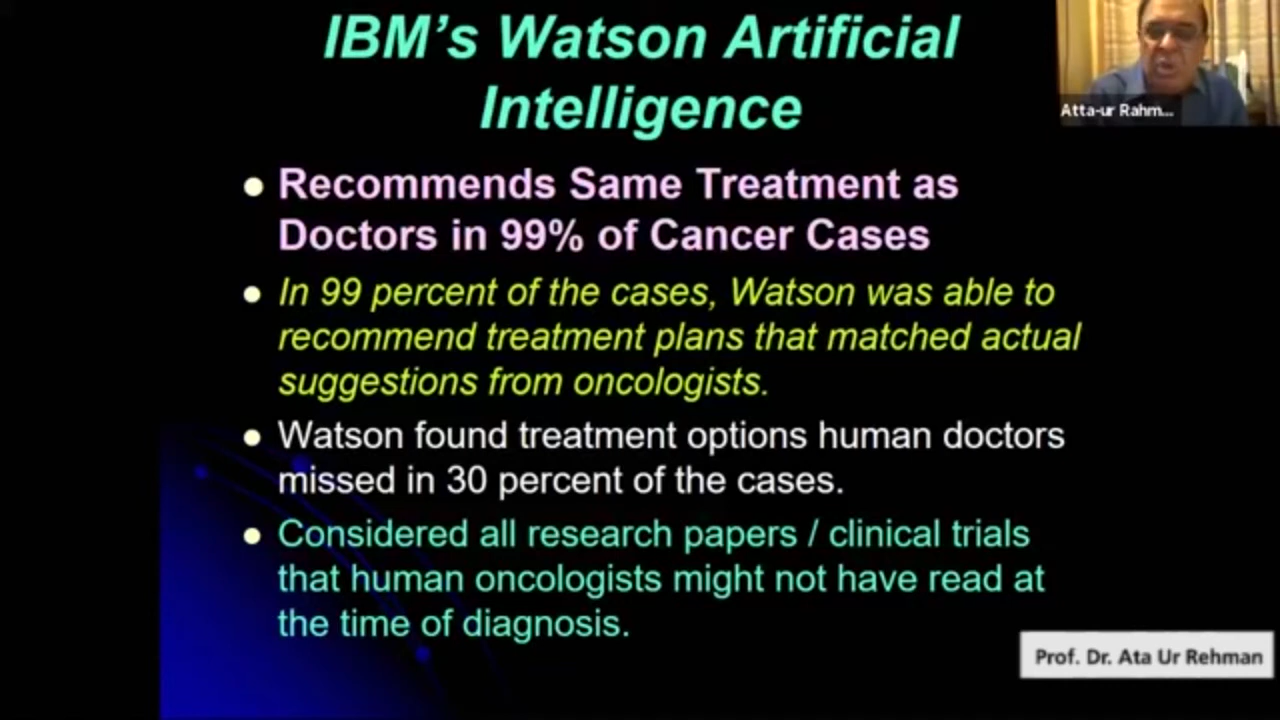 IBM's Watson Artificial
Intelligence
Atta-ur Rahm...
• Recommends Same Treatment as
Doctors in 99% of Cancer Cases
• In 99 percent of the cases, Watson was able to
recommend treatment plans that matched actual
suggestions from oncologists.
• Watson found treatment options human doctors
missed in 30 percent of the cases.
• Considered all research papers / clinical trials
that human oncologists might not have read at
the time of diagnosis.
Prof. Dr. Ata Ur Rehman